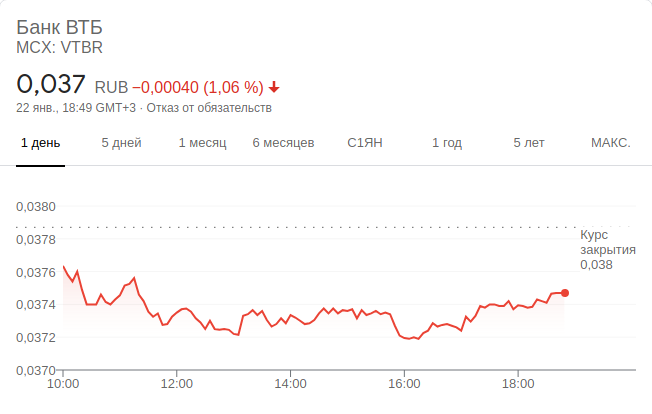 Банк ВТБ
MCX: VTBR
0,037 RUB −0,00040 (1,06 %)
22 янв., 18:49 GMT+3 · Отказ от обязательств
1 день 5 дней 1 месяц 6 месяцев С1ЯН 1 год 5 лет МАКС.
0,0380
0,0378
Курс
закрытия
0,038
0,0376
0,0374
0,0372
0,0370
10:00 12:00 14:00 16:00 18:00